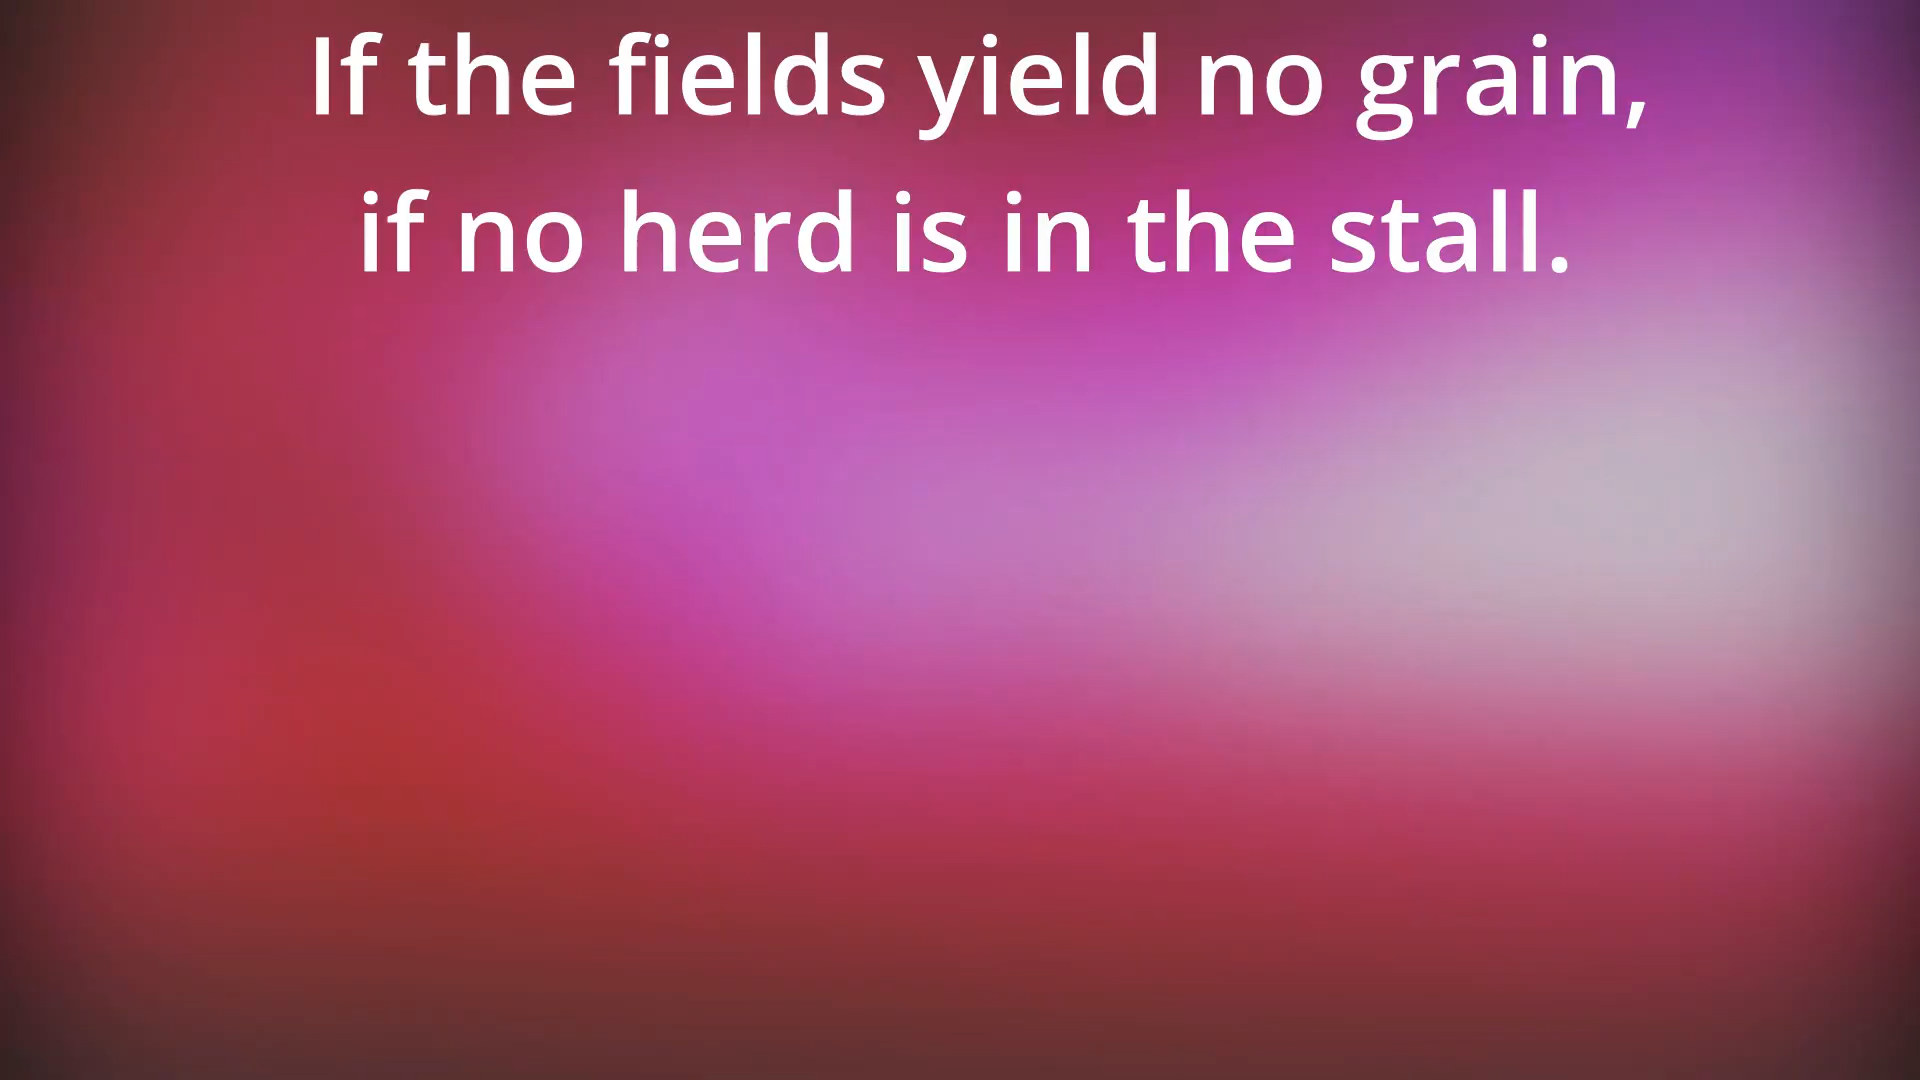 If the fields yield no grain,
if no herd is in the stall.